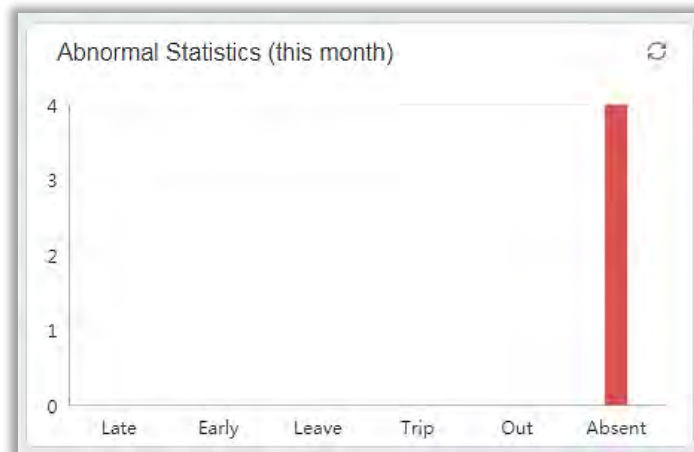 Abnormal Statistics (this month)
4
3
2
1
0
Late Early Leave Trip Out Absent